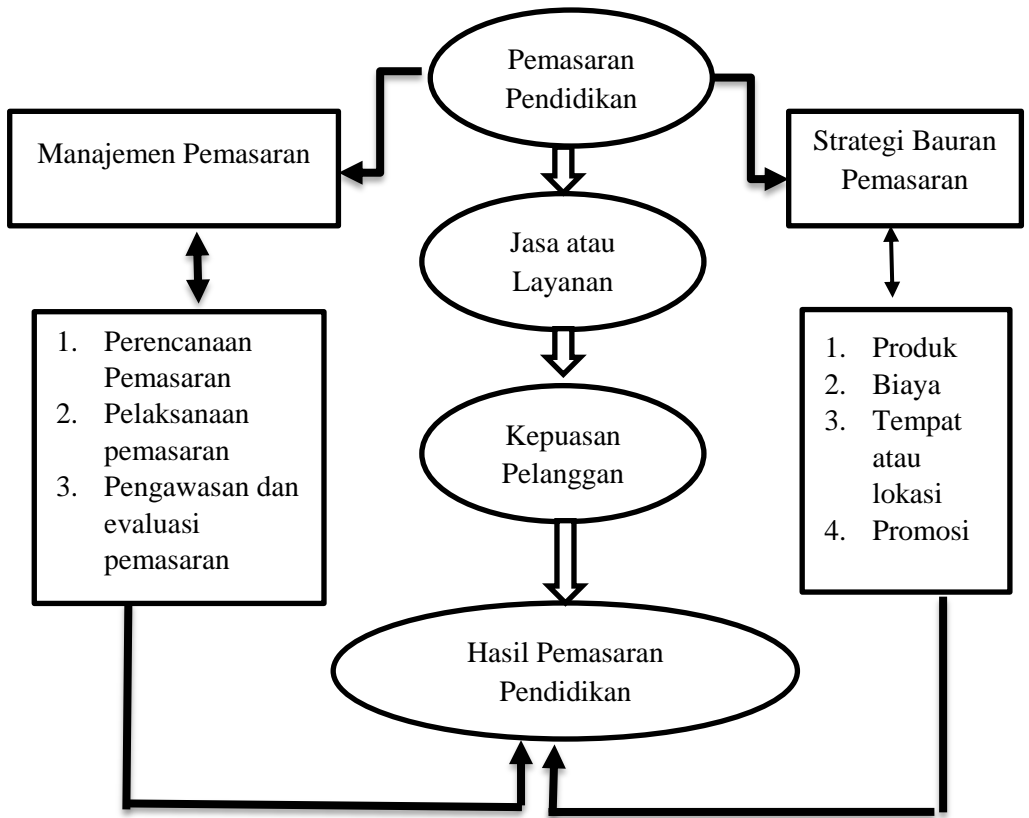 Pemasaran
Pendidikan
Manajemen Pemasaran
Strategi Bauran
Pemasaran
Jasa atau
Layanan
1. Perencanaan
Pemasaran
2. Pelaksanaan
pemasaran
3. Pengawasan dan
evaluasi
pemasaran
Kepuasan
Pelanggan
1. Produk
2. Biaya
3. Tempat
atau
lokasi
4. Promosi
Hasil Pemasaran
Pendidikan